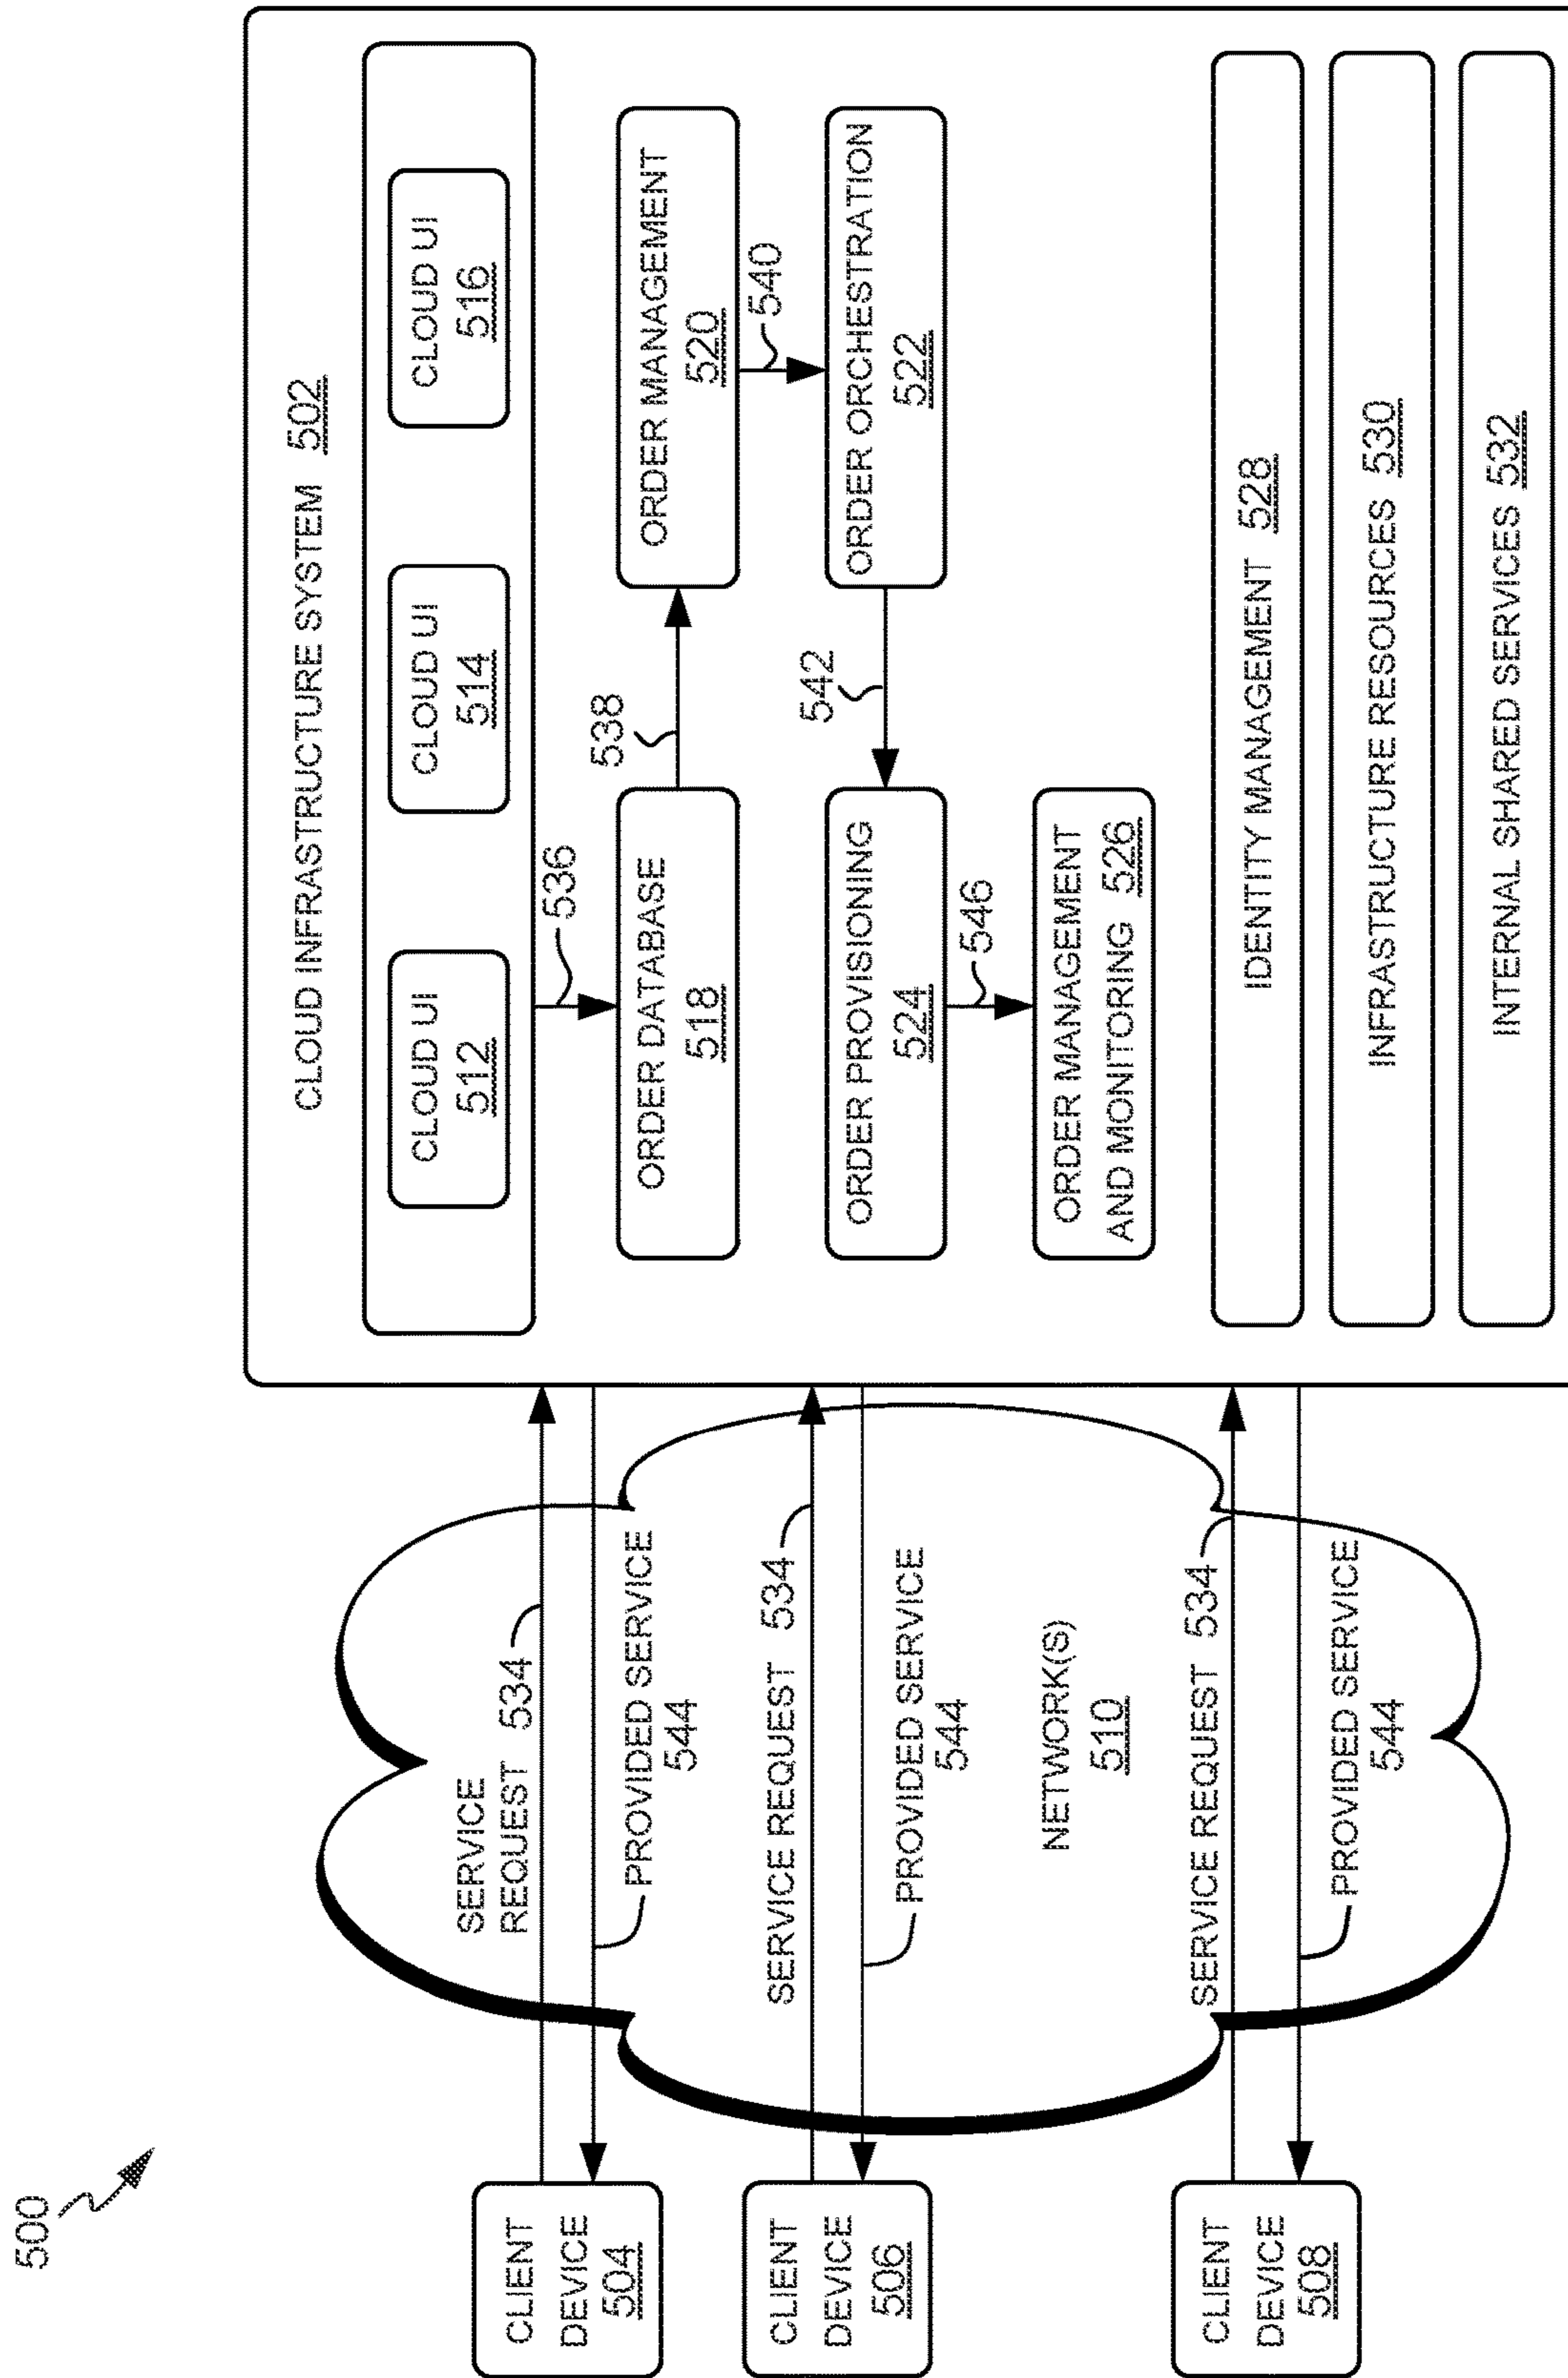 500
CLIENT
DEVICE
504
CLIENT
DEVICE
506
CLIENT
DEVICE
508
SERVICE
REQUEST 534
PROVIDED SERVICE
544
SERVICE REQUEST 534
PROVIDED SERVICE
544
NETWORK(S)
510
SERVICE REQUEST 534
PROVIDED SERVICE
544
CLOUD INFRASTRUCTURE SYSTEM 502
CLOUD UI
512
CLOUD UI
514
CLOUD UI
516
536
ORDER DATABASE
518
538
ORDER MANAGEMENT
520
540
ORDER PROVISIONING
524
542
ORDER ORCHESTRATION
522
546
ORDER MANAGEMENT
AND MONITORING 526
IDENTITY MANAGEMENT 528
INFRASTRUCTURE RESOURCES 530
INTERNAL SHARED SERVICES 532